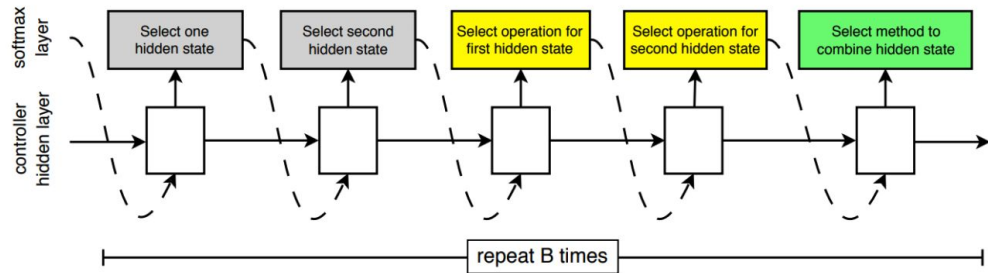 softmax
layer
controller
hidden layer
Select one
hidden state
Select second
hidden state
Select operation for
first hidden state
Select operation for
second hidden state
Select method to
combine hidden state
repeat B times